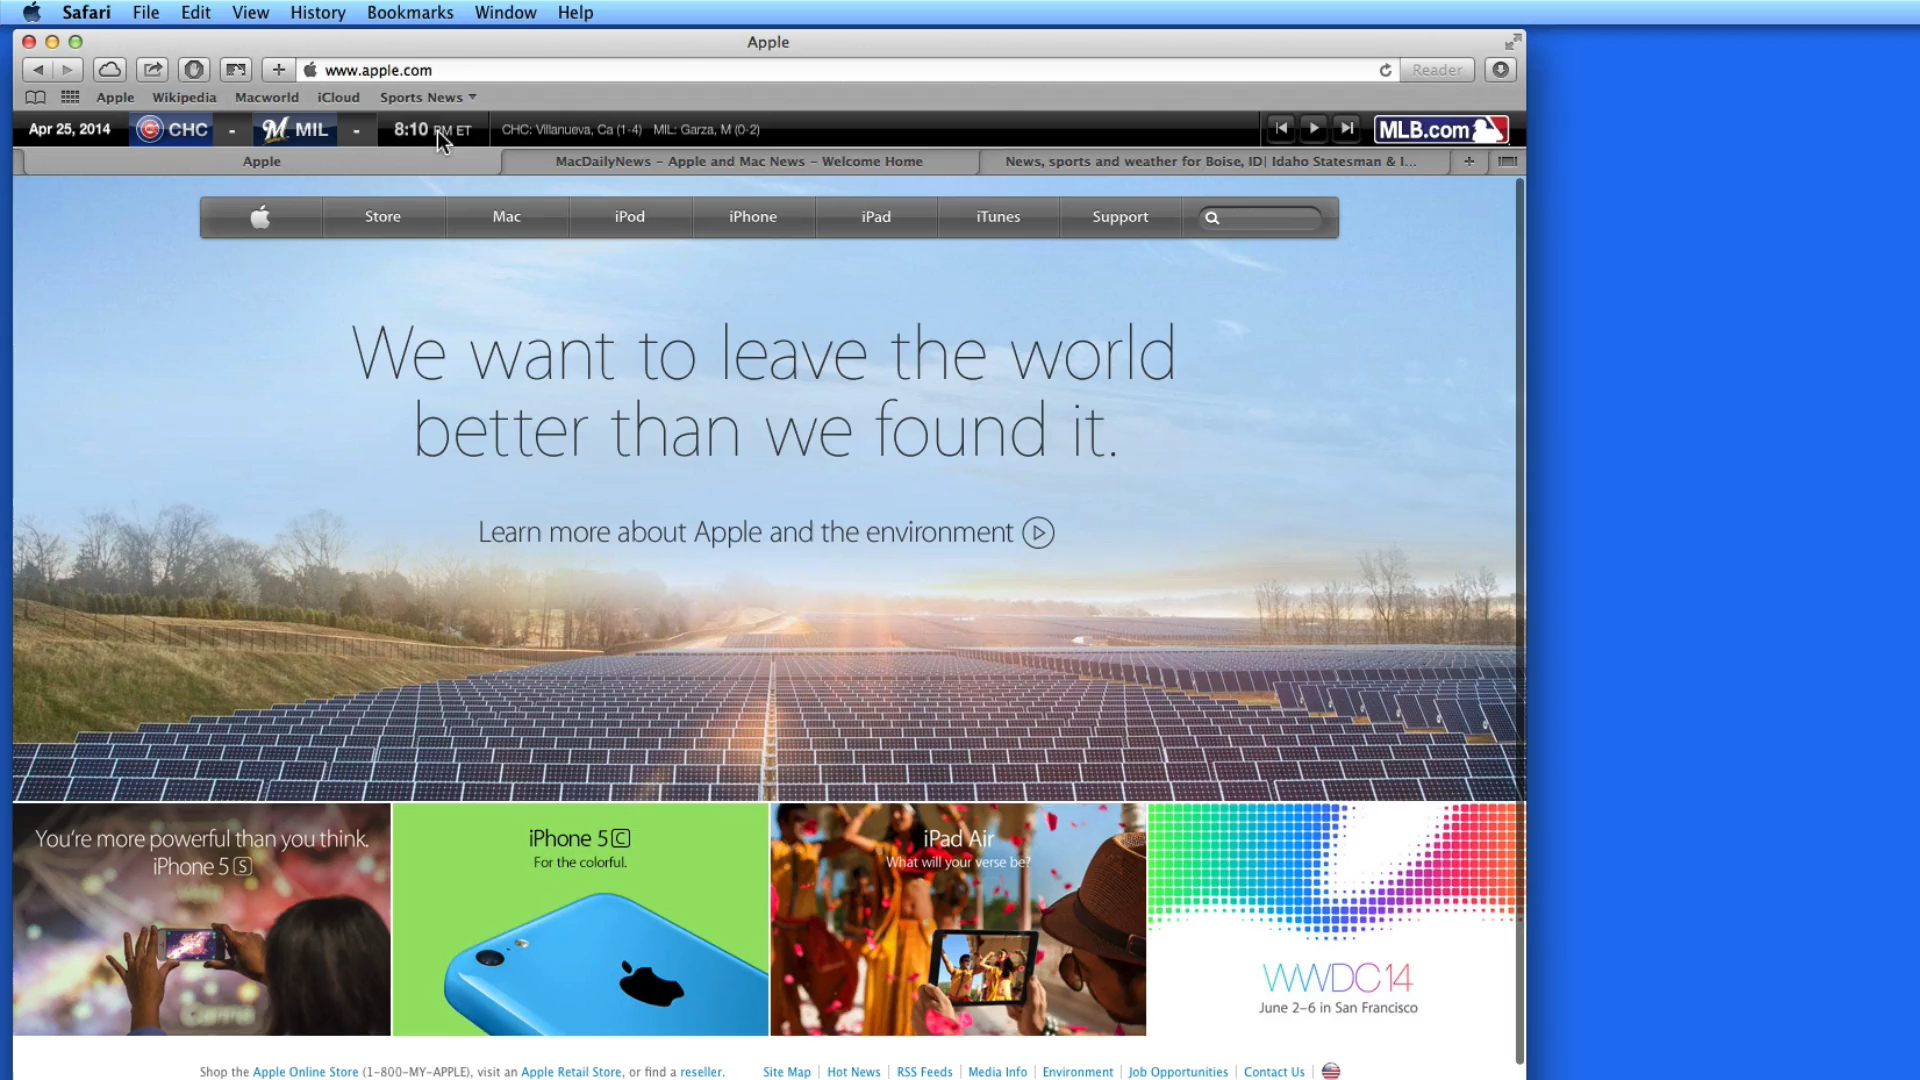 Safari File Edit View History Bookmarks Window Help
Apple
www.apple.com Reader
Apple Wikipedia Macworld iCloud Sports News
Apr 25, 2014 CHC - MIL - 8:10 PM ET CHC: Villanueva, Ca (1-4) MIL: Garza, M (0-2) MLB.com
Apple MacDailyNews – Apple and Mac News – Welcome Home News, sports and weather for Boise, ID| Idaho Statesman & I...
Store Mac iPod iPhone iPad iTunes Support
We want to leave the world
better than we found it.
Learn more about Apple and the environment
You're more powerful than you think.
iPhone 5S
iPhone 5C
For the colorful.
iPad Air
What will your verse be?
WWDC14
June 2–6 in San Francisco
Shop the Apple Online Store (1-800-MY-APPLE), visit an Apple Retail Store, or find a reseller. Site Map Hot News RSS Feeds Media Info Environment Job Opportunities Contact Us